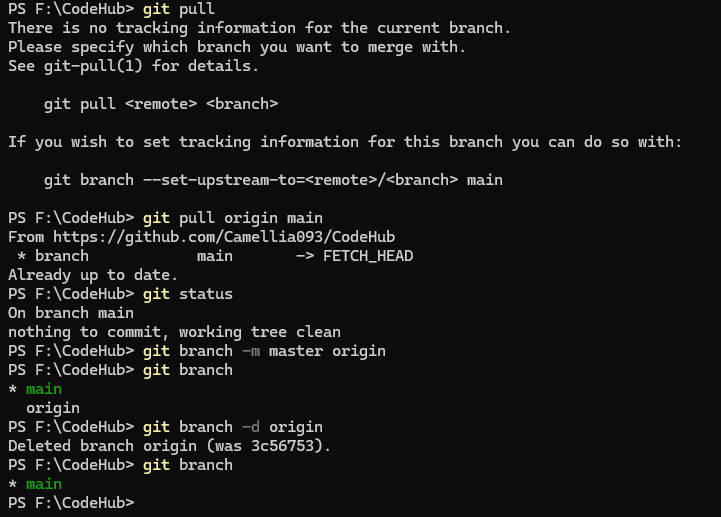 PS F:\CodeHub> git pull
There is no tracking information for the current branch.
Please specify which branch you want to merge with.
See git-pull(1) for details.

    git pull <remote> <branch>

If you wish to set tracking information for this branch you can do so with:

    git branch --set-upstream-to=<remote>/<branch> main

PS F:\CodeHub> git pull origin main
From https://github.com/Camellia093/CodeHub
 * branch            main       -> FETCH_HEAD
Already up to date.
PS F:\CodeHub> git status
On branch main
nothing to commit, working tree clean
PS F:\CodeHub> git branch -m master origin
PS F:\CodeHub> git branch
* main
  origin
PS F:\CodeHub> git branch -d origin
Deleted branch origin (was 3c56753).
PS F:\CodeHub> git branch
* main
PS F:\CodeHub>